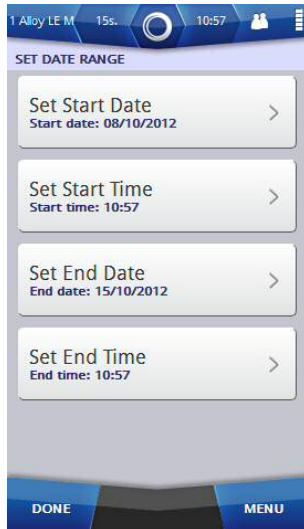 1 Alloy LE M 15s. 10:57
SET DATE RANGE
Set Start Date
Start date: 08/10/2012
Set Start Time
Start time: 10:57
Set End Date
End date: 15/10/2012
Set End Time
End time: 10:57
DONE MENU